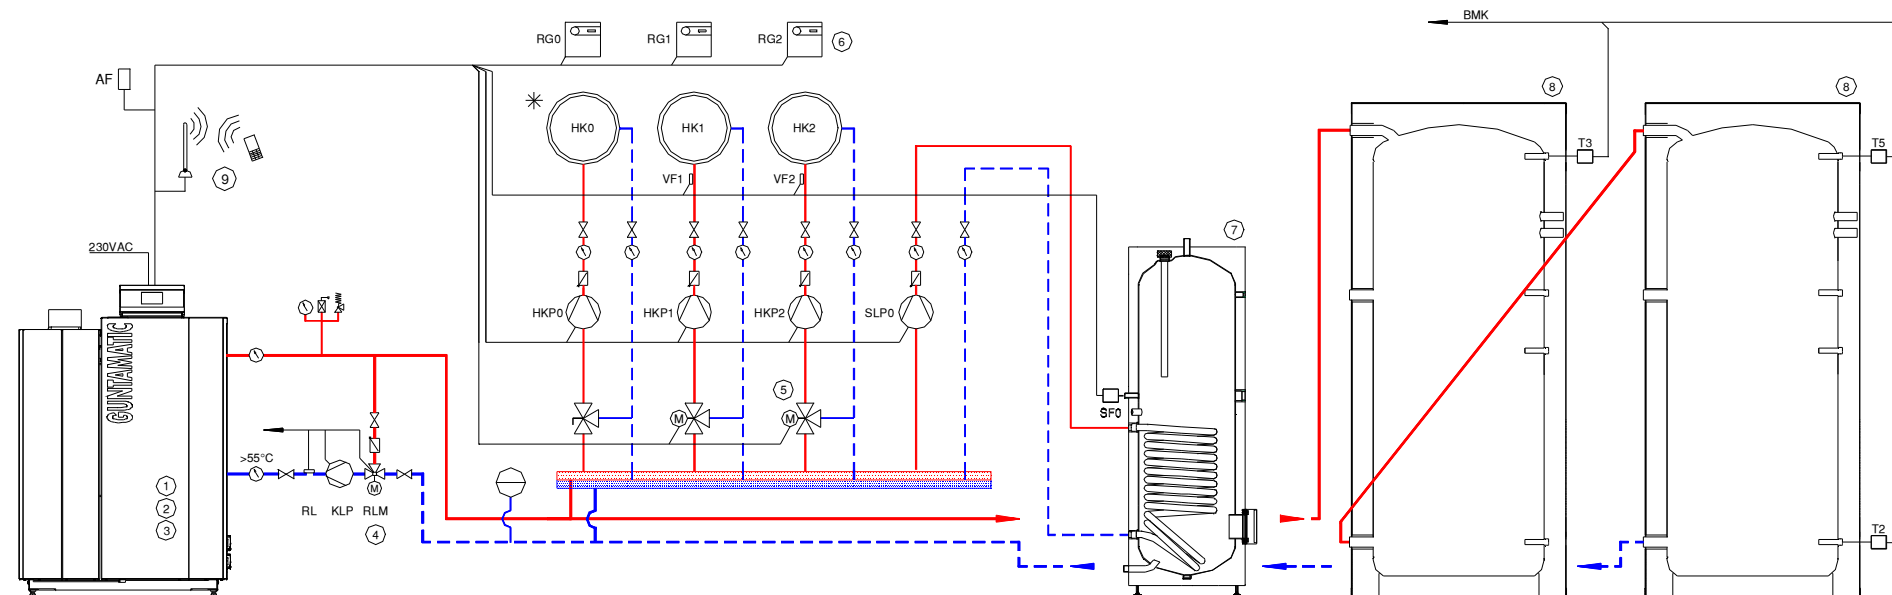 BMK
RG0 RG1 RG2 6
AF
8 8
HK0 HK1 HK2
T3 T5
9
VF1 VF2
7
230VAC
HKP0 HKP1 HKP2 SLP0
GUNTAMATIC
5
M M
SF0
>55°C
1
2
3
M
RL KLP RLM
4
T2